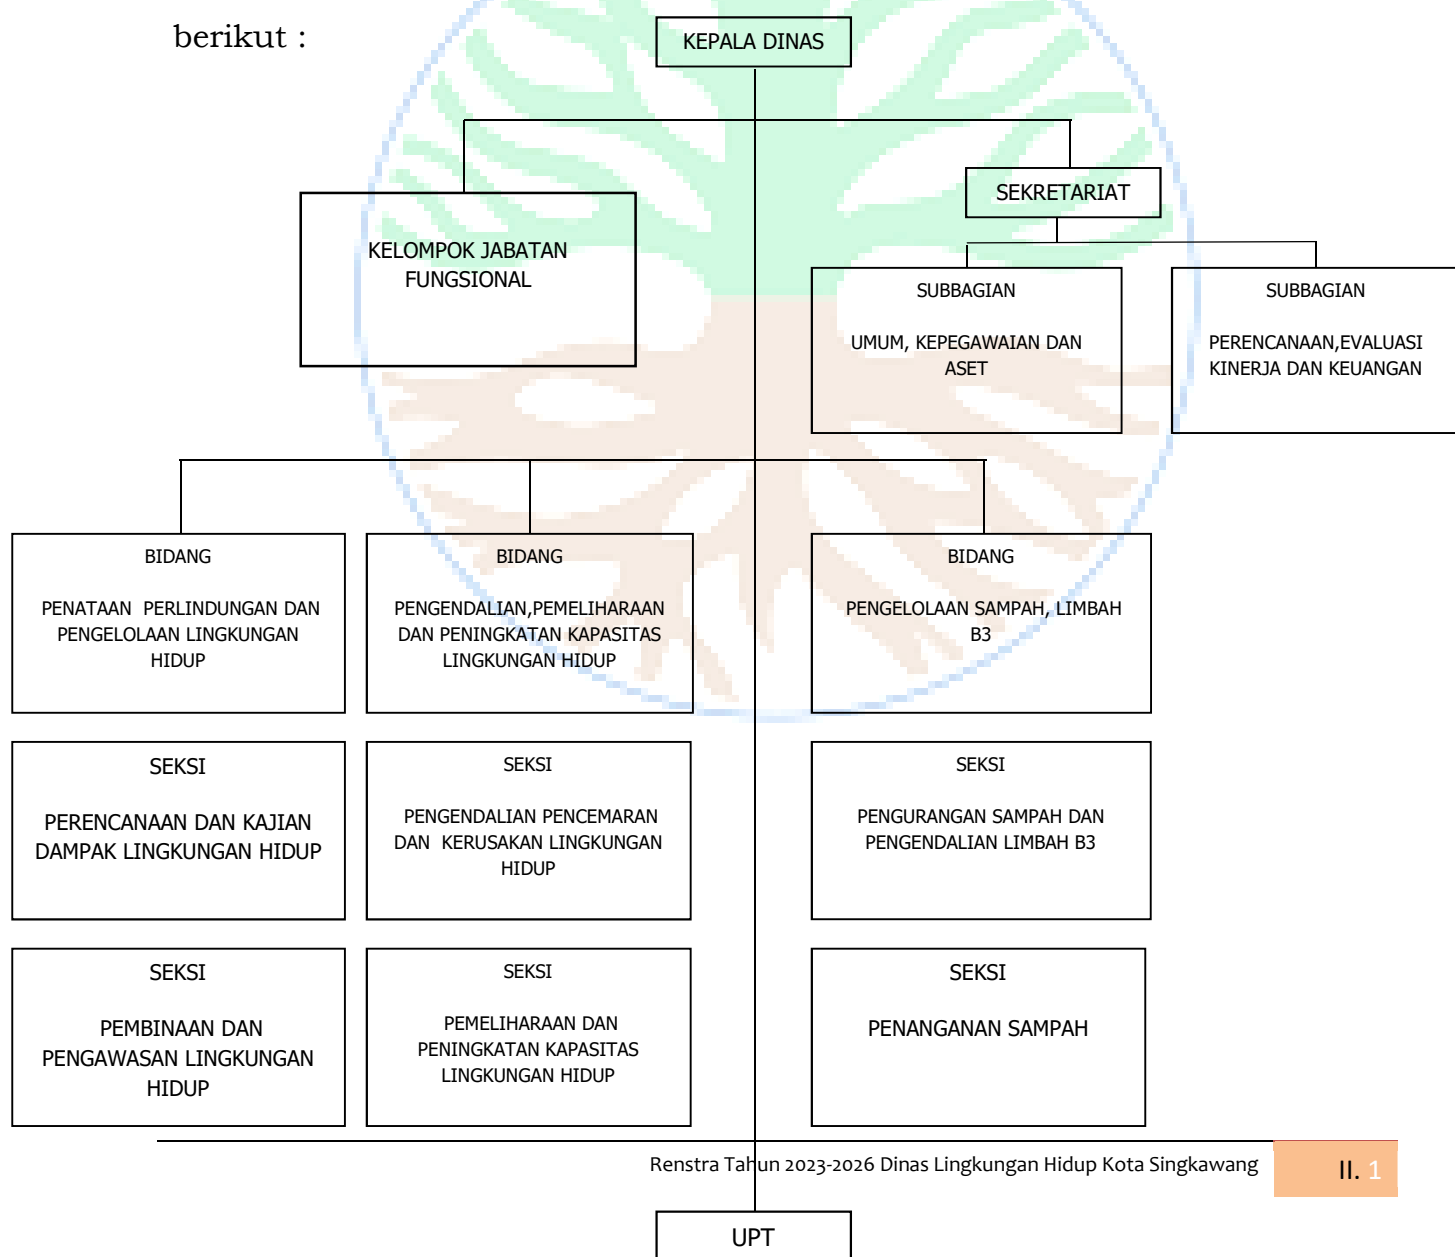 berikut :
KEPALA DINAS
SEKRETARIAT
KELOMPOK JABATAN
FUNGSIONAL
SUBBAGIAN
UMUM, KEPEGAWAIAN DAN
ASET
SUBBAGIAN
PERENCANAAN,EVALUASI
KINERJA DAN KEUANGAN
BIDANG
PENATAAN PERLINDUNGAN DAN
PENGELOLAAN LINGKUNGAN
HIDUP
BIDANG
PENGENDALIAN,PEMELIHARAAN
DAN PENINGKATAN KAPASITAS
LINGKUNGAN HIDUP
BIDANG
PENGELOLAAN SAMPAH, LIMBAH
B3
SEKSI
PERENCANAAN DAN KAJIAN
DAMPAK LINGKUNGAN HIDUP
SEKSI
PENGENDALIAN PENCEMARAN
DAN KERUSAKAN LINGKUNGAN
HIDUP
SEKSI
PENGURANGAN SAMPAH DAN
PENGENDALIAN LIMBAH B3
SEKSI
PEMBINAAN DAN
PENGAWASAN LINGKUNGAN
HIDUP
SEKSI
PEMELIHARAAN DAN
PENINGKATAN KAPASITAS
LINGKUNGAN HIDUP
SEKSI
PENANGANAN SAMPAH
Renstra Tahun 2023-2026 Dinas Lingkungan Hidup Kota Singkawang
II. 1
UPT